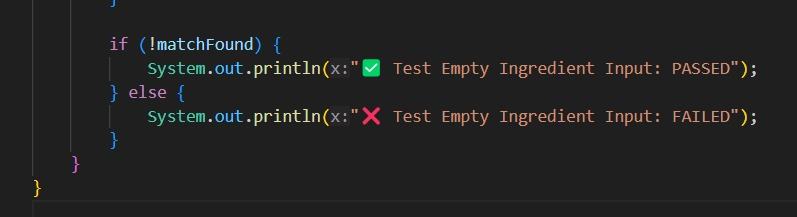 }
if (!matchFound) {
System.out.println(x:"✅ Test Empty Ingredient Input: PASSED");
} else {
System.out.println(x:"❌ Test Empty Ingredient Input: FAILED");
}
}
}